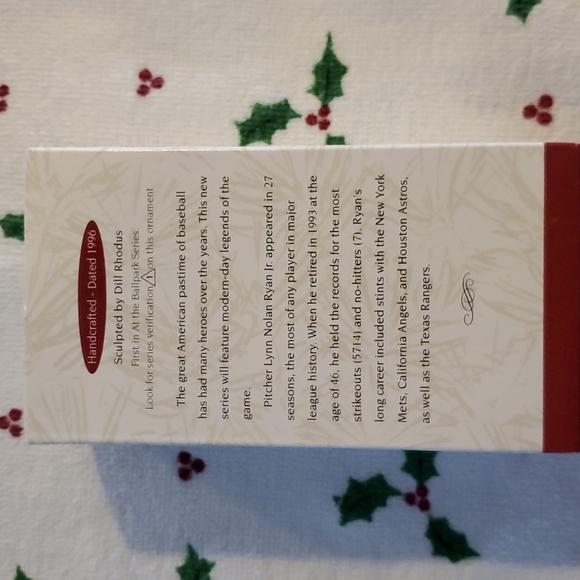 Handcrafted - Dated 1996
Sculpted by Dill Rhodus
First in At the Ballpark Series
Look for series verification on this ornament
The great American pastime of baseball
has had many heroes over the years. This new
series will feature modern-day legends of the
game.
Pitcher Lynn Nolan Ryan Jr. appeared in 27
seasons, the most of any player in major
league history. When he retired in 1993 at the
age of 46, he held the records for the most
strikeouts (5714) and no-hitters (7). Ryan's
long career included stints with the New York
Mets, California Angels, and Houston Astros,
as well as the Texas Rangers.